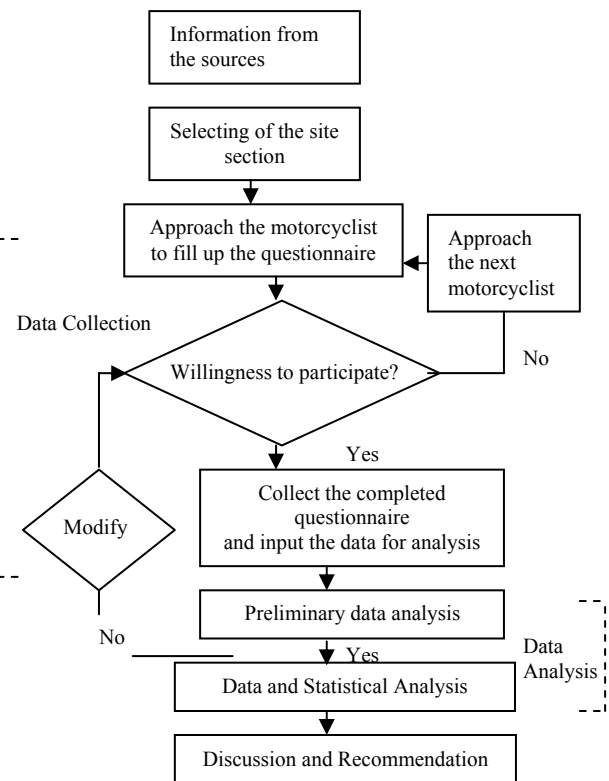 Information from
the sources
Selecting of the site
section
Approach the motorcyclist
to fill up the questionnaire
Approach
the next
motorcyclist
Data Collection
Willingness to participate?
No
Yes
Collect the completed
questionnaire
and input the data for analysis
Modify
Preliminary data analysis
No
Yes
Data
Analysis
Data and Statistical Analysis
Discussion and Recommendation